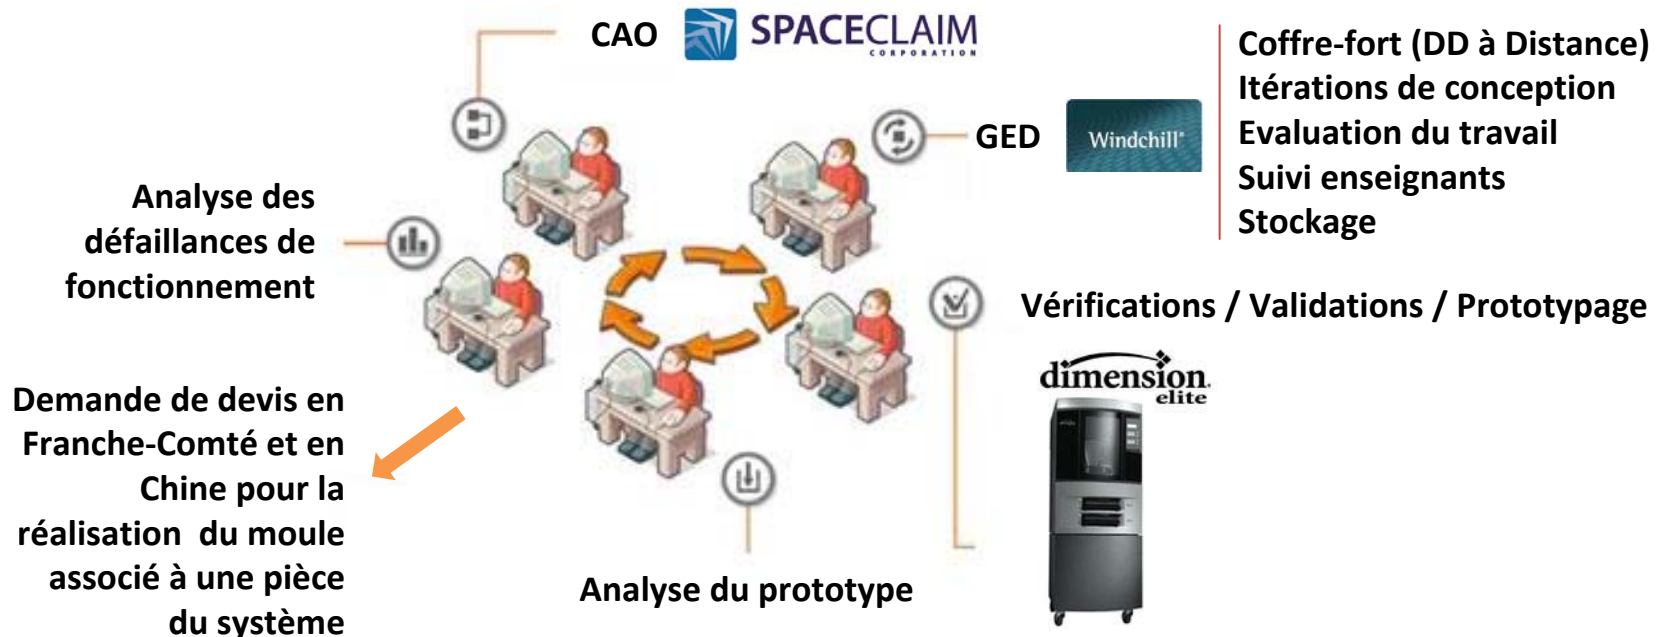 CAO
SPACECLAIM
CORPORATION
GED
Windchill
Coffre-fort (DD à Distance)
Itérations de conception
Evaluation du travail
Suivi enseignants
Stockage
Analyse des
défaillances de
fonctionnement
Vérifications / Validations / Prototypage
dimension
elite
Demande de devis en
Franche-Comté et en
Chine pour la
réalisation du moule
associé à une pièce
du système
Analyse du prototype